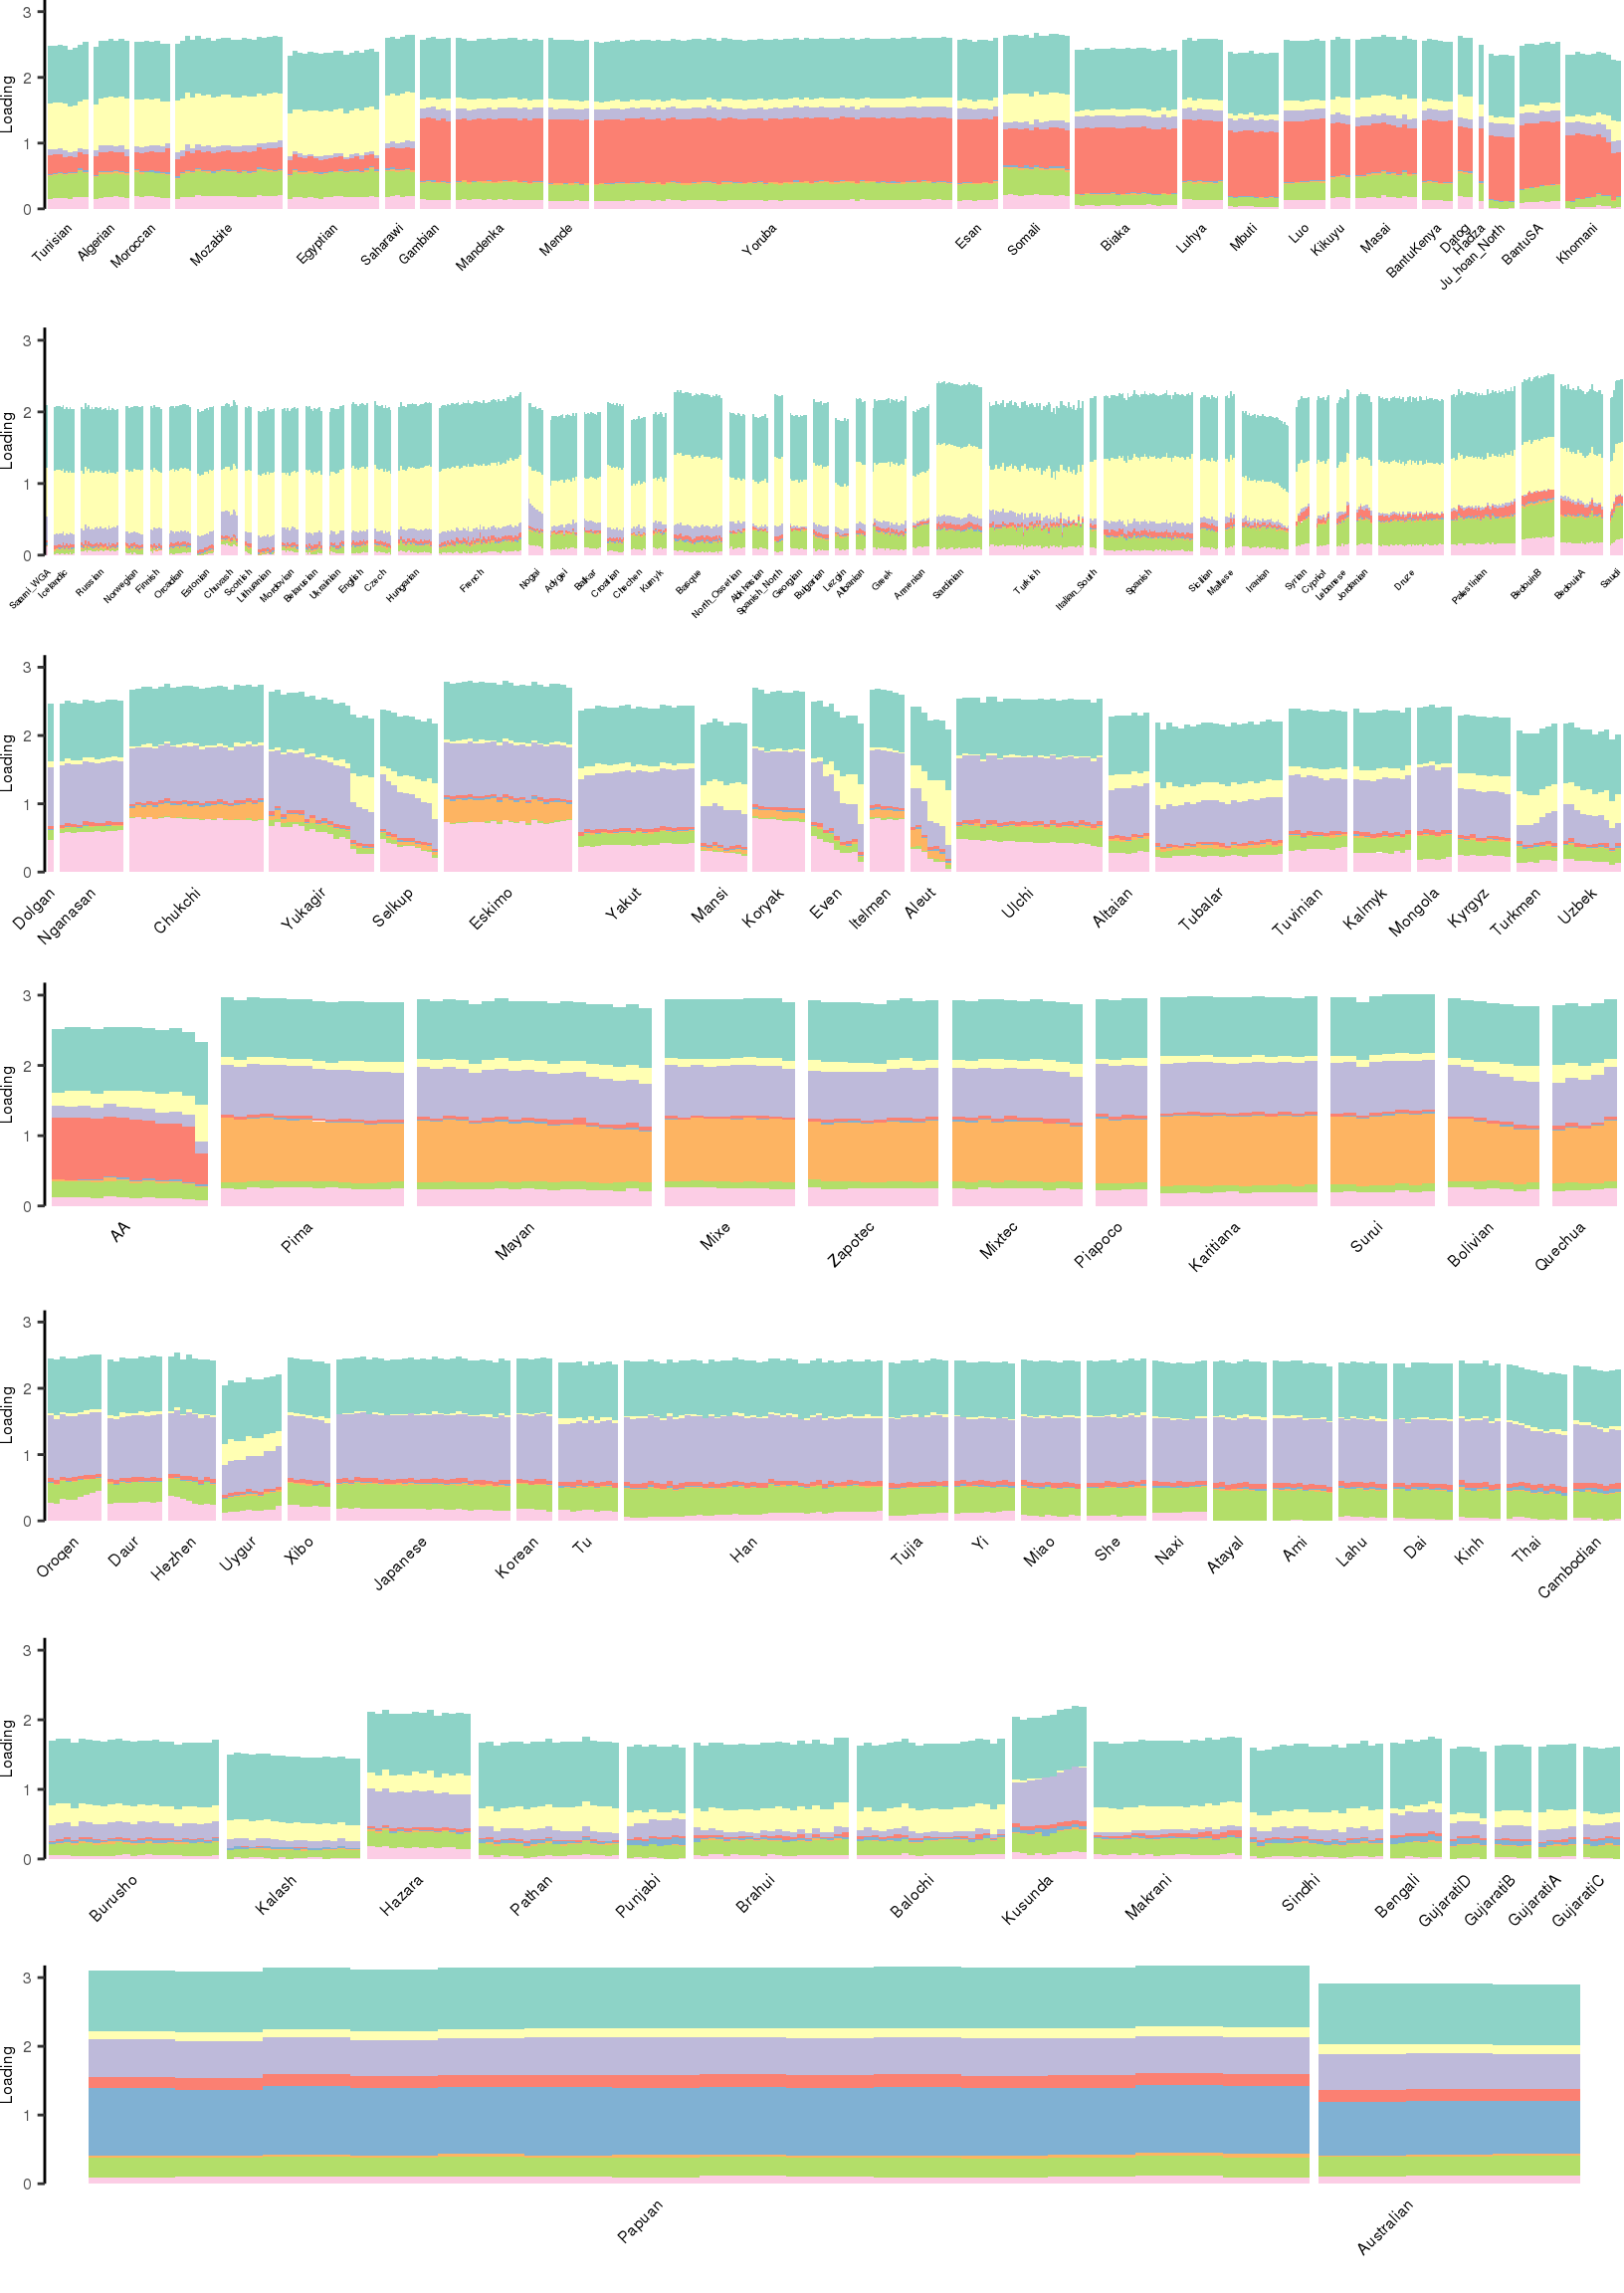 3
2
1
0
Loading
Tunisian Algerian Moroccan Mozabite Egyptian Saharawi Gambian Mandenka Mende Yoruba Esan Somali Biaka Luhya Mbuti Luo Kikuyu Masai BantuKenya Datog Hadza Ju_hoan_North BantuSA Khomani
3
2
1
0
Loading
Saami_WGA Icelandic Russian Norwegian Finnish Orcadian Estonian Chuvash Scottish Lithuanian Mordovian Belarusian Ukrainian English Czech Hungarian French Nogai Adygei Balkar Croatian Chechen Kumyk Basque North_Ossetian Abkhasian Spanish_North Georgian Bulgarian Lezgin Albanian Greek Armenian Sardinian Turkish Italian_South Spanish Sicilian Maltese Iranian Syrian Cypriot Lebanese Jordanian Druze Palestinian BedouinB BedouinA Saudi
3
2
1
0
Loading
Dolgan Nganasan Chukchi Yukagir Selkup Eskimo Yakut Mansi Koryak Even Itelmen Aleut Ulchi Altaian Tubalar Tuvinian Kalmyk Mongola Kyrgyz Turkmen Uzbek
3
2
1
0
Loading
AA Pima Mayan Mixe Zapotec Mixtec Piapoco Karitiana Surui Bolivian Quechua
3
2
1
0
Loading
Oroqen Daur Hezhen Uygur Xibo Japanese Korean Tu Han Tujia Yi Miao She Naxi Atayal Ami Lahu Dai Kinh Thai Cambodian
3
2
1
0
Loading
Burusho Kalash Hazara Pathan Punjabi Brahui Balochi Kusunda Makrani Sindhi Bengali GujaratiD GujaratiB GujaratiA GujaratiC
3
2
1
0
Loading
Papuan Australian